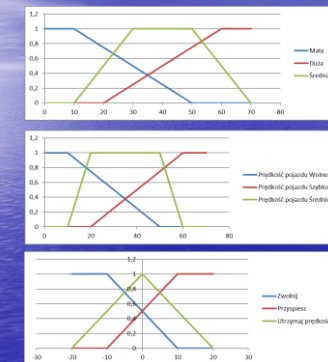 1,2
1
0,8
0,6
0,4
0,2
0
0 10 20 30 40 50 60 70 80
Mała
Duża
Średnia
1,2
1
0,8
0,6
0,4
0,2
0
0 20 40 60 80
Prędkość pojazdu Wolno
Prędkość pojazdu Szybko
Prędkość pojazdu Średnio
1,2
1
0,8
0,6
0,4
0,2
0
-30 -20 -10 0 10 20 30
Zwolnij
Przyspiesz
Utrzymaj prędkość